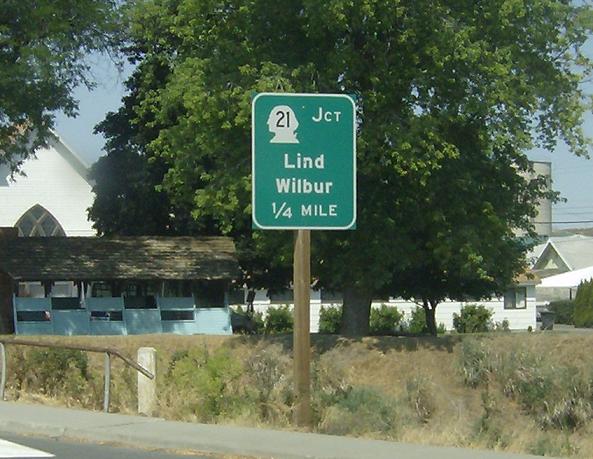 21 JCT
Lind
Wilbur
1/4 MILE